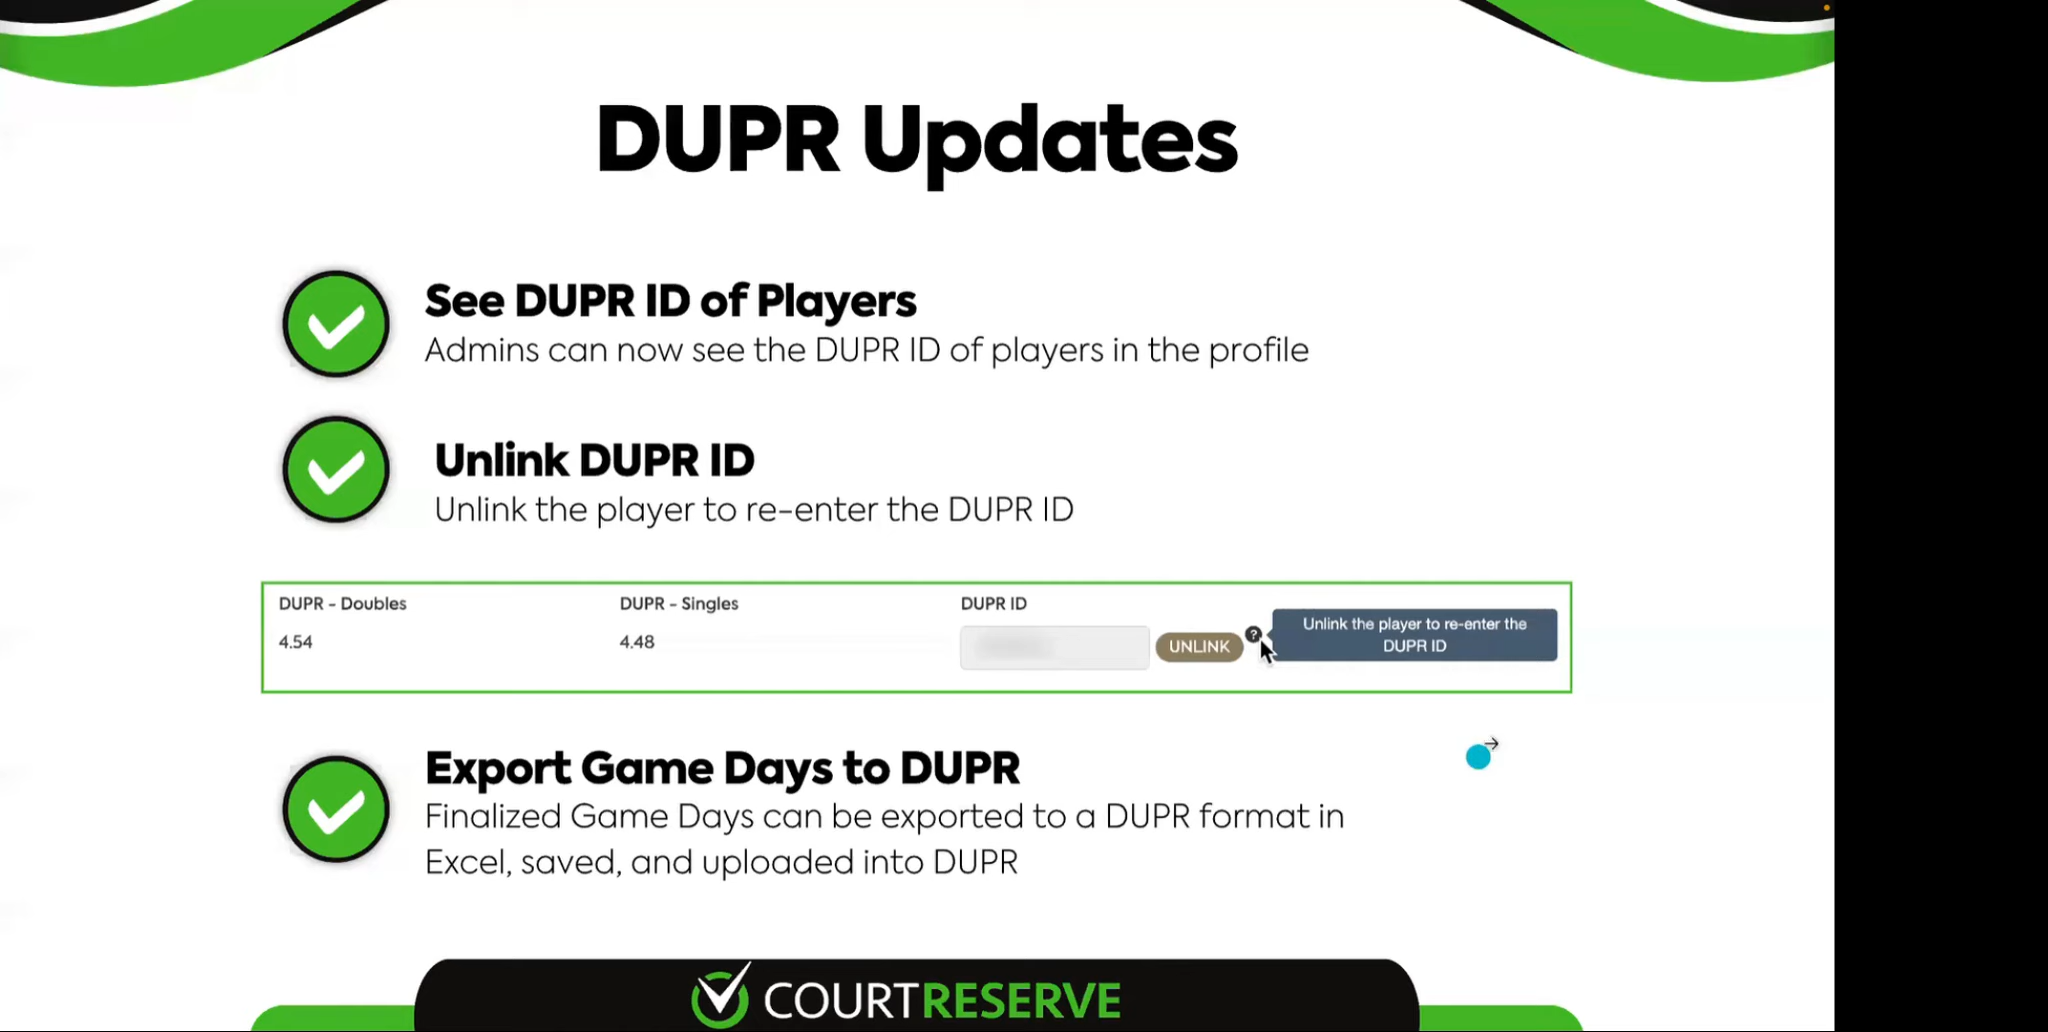 DUPR Updates
See DUPR ID of Players
Admins can now see the DUPR ID of players in the profile
Unlink DUPR ID
Unlink the player to re-enter the DUPR ID
DUPR - Doubles DUPR - Singles DUPR ID
4.54 4.48 UNLINK ? Unlink the player to re-enter the
DUPR ID
Export Game Days to DUPR
Finalized Game Days can be exported to a DUPR format in
Excel, saved, and uploaded into DUPR
COURTRESERVE